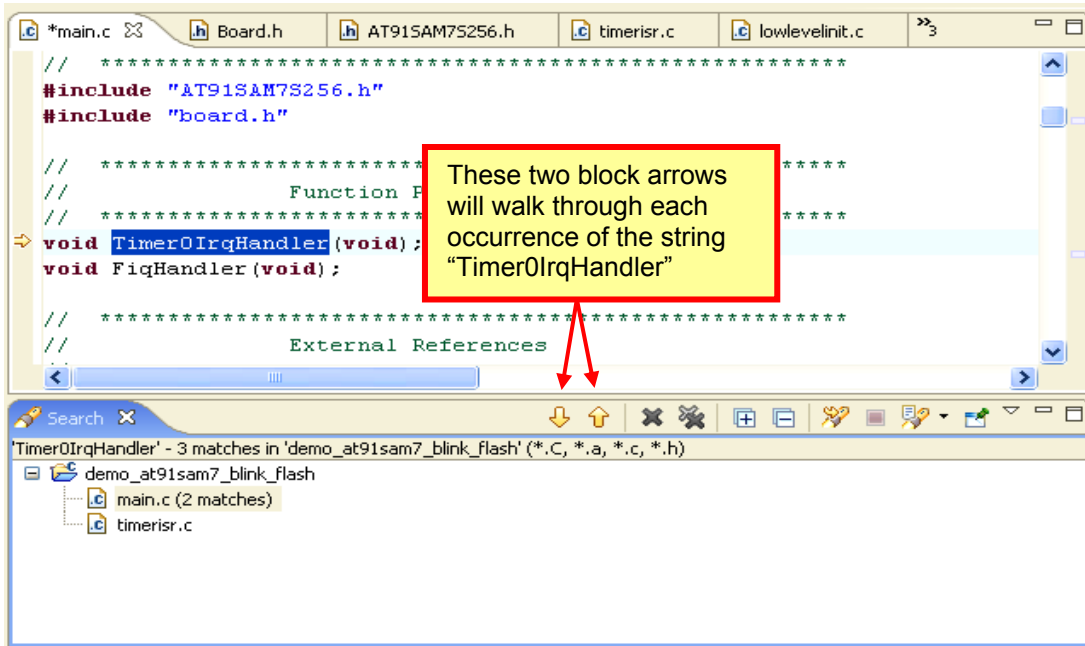 *main.c Board.h AT91SAM7S256.h timerisr.c lowlevelinit.c »3
// *******************************************************
#include "AT91SAM7S256.h"
#include "board.h"
// *******************************************************
// Function P
// *******************************************************
void Timer0IrqHandler(void);
void FiqHandler(void);
// *******************************************************
// External References
These two block arrows
will walk through each
occurrence of the string
“Timer0IrqHandler”
Search
'Timer0IrqHandler' - 3 matches in 'demo_at91sam7_blink_flash' (*.C, *.a, *.c, *.h)
demo_at91sam7_blink_flash
main.c (2 matches)
timerisr.c